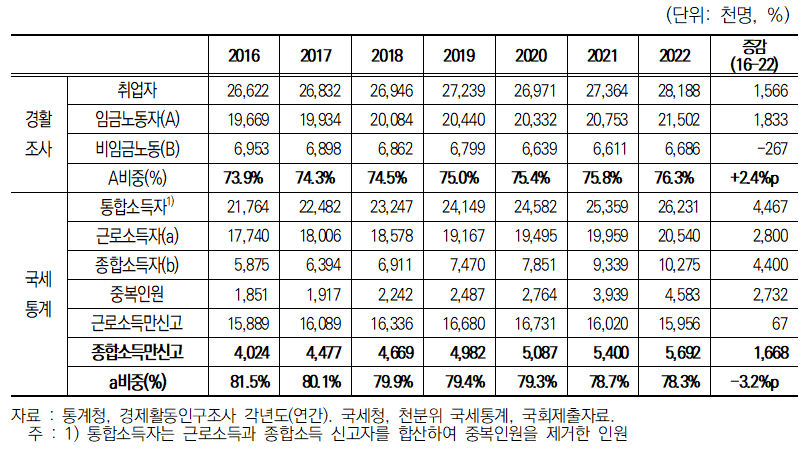 (단위: 천명, %)
2016 2017 2018 2019 2020 2021 2022 증감
(16-22)
경활
조사
취업자 26,622 26,832 26,946 27,239 26,971 27,364 28,188 1,566
임금노동자(A) 19,669 19,934 20,084 20,440 20,332 20,753 21,502 1,833
비임금노동(B) 6,953 6,898 6,862 6,799 6,639 6,611 6,686 -267
A비중(%) 73.9% 74.3% 74.5% 75.0% 75.4% 75.8% 76.3% +2.4%p
국세
통계
통합소득자1) 21,764 22,482 23,247 24,149 24,582 25,359 26,231 4,467
근로소득자(a) 17,740 18,006 18,578 19,167 19,495 19,959 20,540 2,800
종합소득자(b) 5,875 6,394 6,911 7,470 7,851 9,339 10,275 4,400
중복인원 1,851 1,917 2,242 2,487 2,764 3,939 4,583 2,732
근로소득만신고 15,889 16,089 16,336 16,680 16,731 16,020 15,956 67
종합소득만신고 4,024 4,477 4,669 4,982 5,087 5,400 5,692 1,668
a비중(%) 81.5% 80.1% 79.9% 79.4% 79.3% 78.7% 78.3% -3.2%p
자료 : 통계청, 경제활동인구조사 각년도(연간). 국세청, 천분위 국세통계, 국회제출자료.
주 : 1) 통합소득자는 근로소득과 종합소득 신고자를 합산하여 중복인원을 제거한 인원